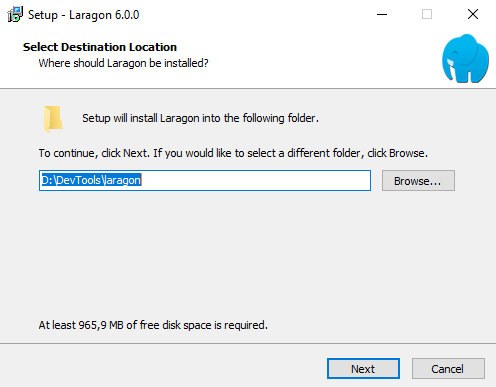 Setup - Laragon 6.0.0
Select Destination Location
Where should Laragon be installed?
Setup will install Laragon into the following folder.
To continue, click Next. If you would like to select a different folder, click Browse.
D:\DevTools\laragon
Browse...
At least 965,9 MB of free disk space is required.
Next
Cancel